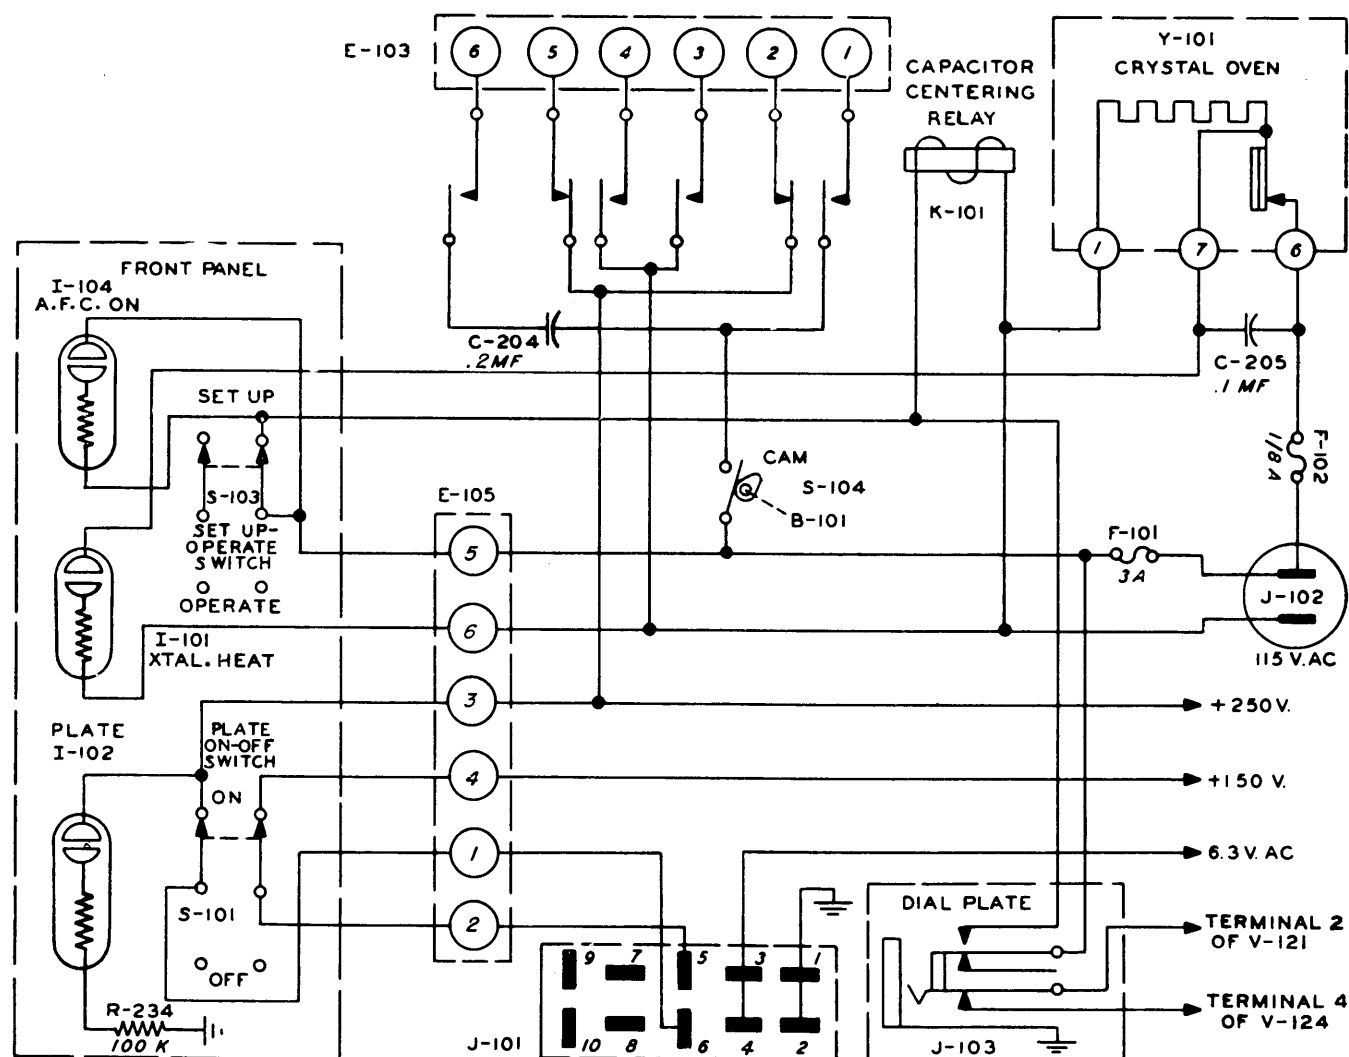 E-103
6 5 4 3 2 1
CAPACITOR
CENTERING
RELAY
K-101
Y-101
CRYSTAL OVEN
1 7 6
FRONT PANEL
I-104
A.F.C. ON
C-204
.2MF
C-205
.1 MF
SET UP
S-103
SET UP-
OPERATE
SWITCH
OPERATE
E-105
CAM
S-104
B-101
F-102
1/8 A
F-101
3A
J-102
115 V. AC
5
6
I-101
XTAL. HEAT
3
+250V.
PLATE
I-102
PLATE
ON-OFF
SWITCH
ON
4
+150 V.
1
6.3V. AC
S-101
2
OFF
R-234
100 K
J-101
9 7 5 3 1
10 8 6 4 2
DIAL PLATE
J-103
TERMINAL 2
OF V-121
TERMINAL 4
OF V-124